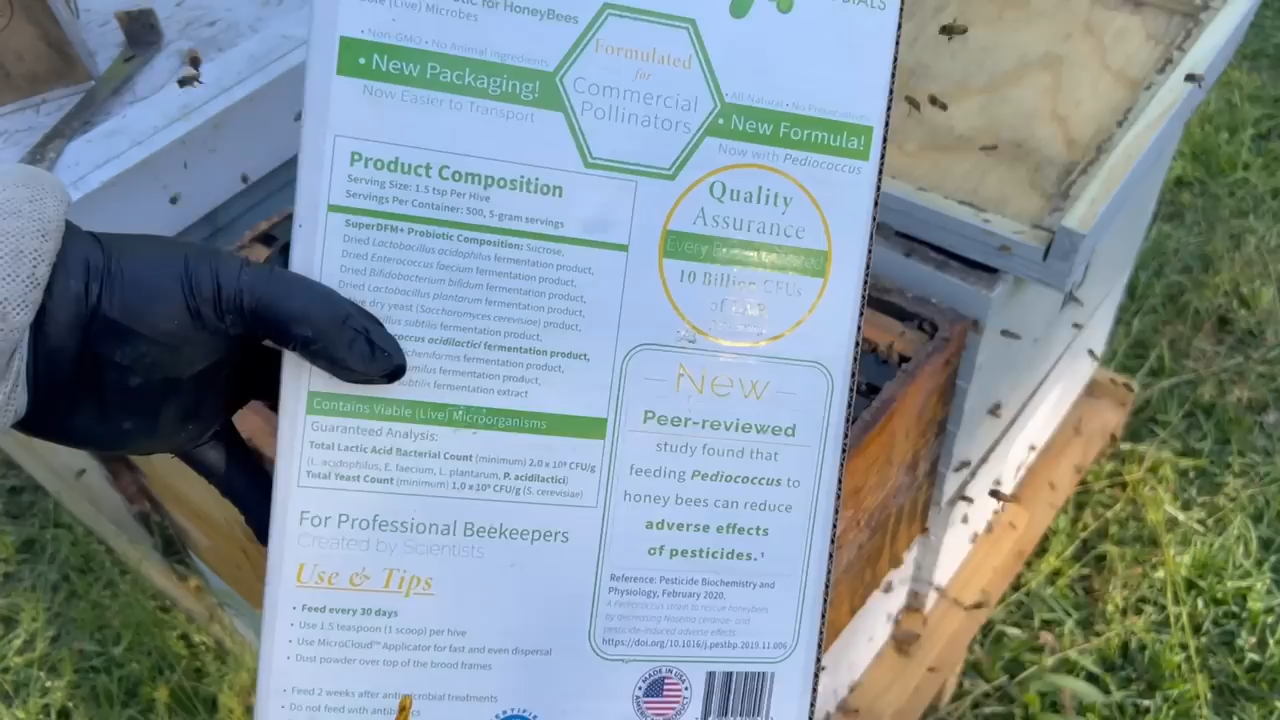 for HoneyBees
(Live) Microbes
• Non-GMO • No Animal Ingredients
• New Packaging!
Now Easier to Transport
Formulated
for
Commercial
Pollinators
• All-Natural • No Preservatives
• New Formula!
Now with Pediococcus
Product Composition
Serving Size: 1.5 tsp Per Hive
Servings Per Container: 500, 5-gram servings
SuperDFM+ Probiotic Composition: Sucrose,
Dried Lactobacillus acidophilus fermentation product,
Dried Enterococcus faecium fermentation product,
Dried Bifidobacterium bifidum fermentation product,
Dried Lactobacillus plantarum fermentation product,
dry yeast (Saccharomyces cerevisiae) product,
subtilis fermentation product,
acidilactici fermentation product,
fermentation product,
fermentation product,
subtilis fermentation extract
Contains Viable (Live) Microorganisms
Guaranteed Analysis:
Total Lactic Acid Bacterial Count (minimum) 2.0 x 10⁹ CFU/g
(L. acidophilus, E. faecium, L. plantarum, P. acidilactici)
Total Yeast Count (minimum) 1.0 x 10⁹ CFU/g (S. cerevisiae)
Quality
Assurance
Every
10 Billion CFUs
of
New
Peer-reviewed
study found that
feeding Pediococcus to
honey bees can reduce
adverse effects
of pesticides.¹
Reference: Pesticide Biochemistry and
Physiology, February 2020.
A Pediococcus strain to rescue honeybees
by decreasing Nosema ceranae- and
pesticide-induced adverse effects.
https://doi.org/10.1016/j.pestbp.2019.11.006
For Professional Beekeepers
Created by Scientists
Use & Tips
• Feed every 30 days
• Use 1.5 teaspoon (1 scoop) per hive
• Use MicroCloud™ Applicator for fast and even dispersal
• Dust powder over top of the brood frames
• Feed 2 weeks after antimicrobial treatments
• Do not feed with antibiotics
MADE IN USA